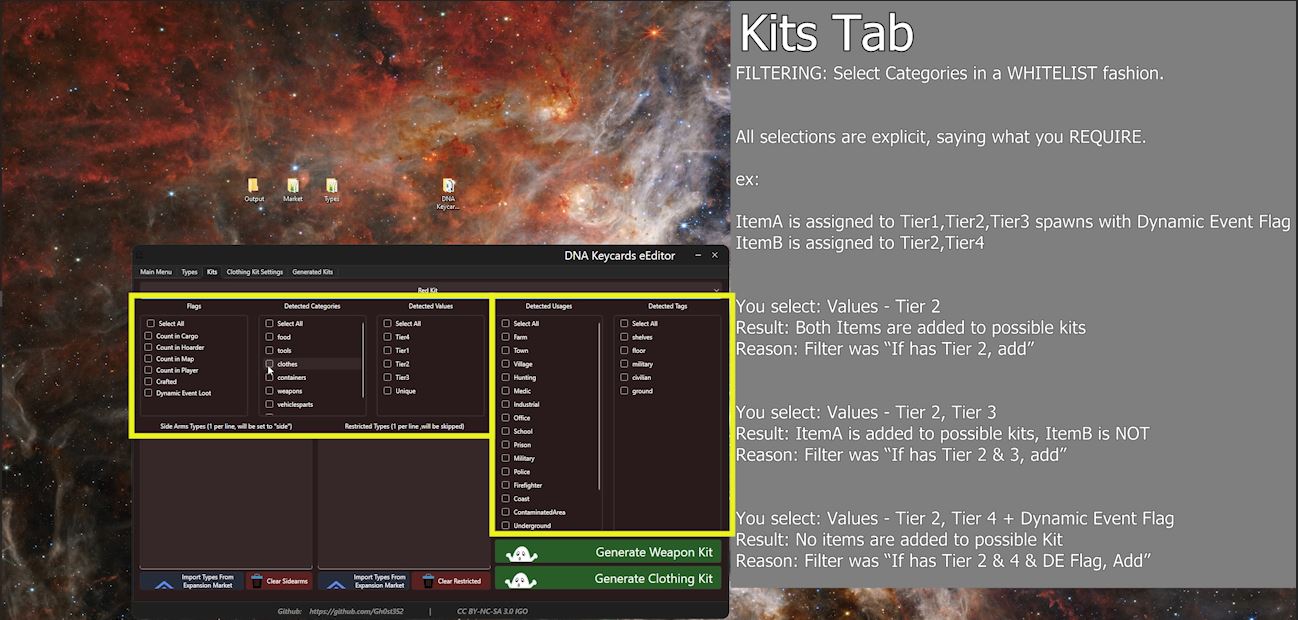 Kits Tab
FILTERING: Select Categories in a WHITELIST fashion.
All selections are explicit, saying what you REQUIRE.
ex:
ItemA is assigned to Tier1,Tier2,Tier3 spawns with Dynamic Event Flag
ItemB is assigned to Tier2,Tier4
You select: Values - Tier 2
Result: Both Items are added to possible kits
Reason: Filter was “If has Tier 2, add”
You select: Values - Tier 2, Tier 3
Result: ItemA is added to possible kits, ItemB is NOT
Reason: Filter was “If has Tier 2 & 3, add”
You select: Values - Tier 2, Tier 4 + Dynamic Event Flag
Result: No items are added to possible Kit
Reason: Filter was “If has Tier 2 & 4 & DE Flag, Add”
Output
Market
Types
DNA
Keycar...
DNA Keycards eEditor
Main Menu Types Kits Clothing Kit Settings Generated Kits
Red Kit
Flags
Select All
Count in Cargo
Count in Hoarder
Count in Map
Count in Player
Crafted
Dynamic Event Loot
Detected Categories
Select All
food
tools
clothes
containers
weapons
vehiclesparts
Detected Values
Select All
Tier4
Tier1
Tier2
Tier3
Unique
Detected Usages
Select All
Farm
Town
Village
Hunting
Medic
Industrial
Office
School
Prison
Military
Police
Firefighter
Coast
ContaminatedArea
Underground
Detected Tags
Select All
shelves
floor
military
civilian
ground
Side Arms Types (1 per line, will be set to "side")
Restricted Types (1 per line ,will be skipped)
Import Types From
Expansion Market
Clear Sidearms
Import Types From
Expansion Market
Clear Restricted
Generate Weapon Kit
Generate Clothing Kit
Github: https://github.com/Gh0st352 | CC BY-NC-SA 3.0 IGO